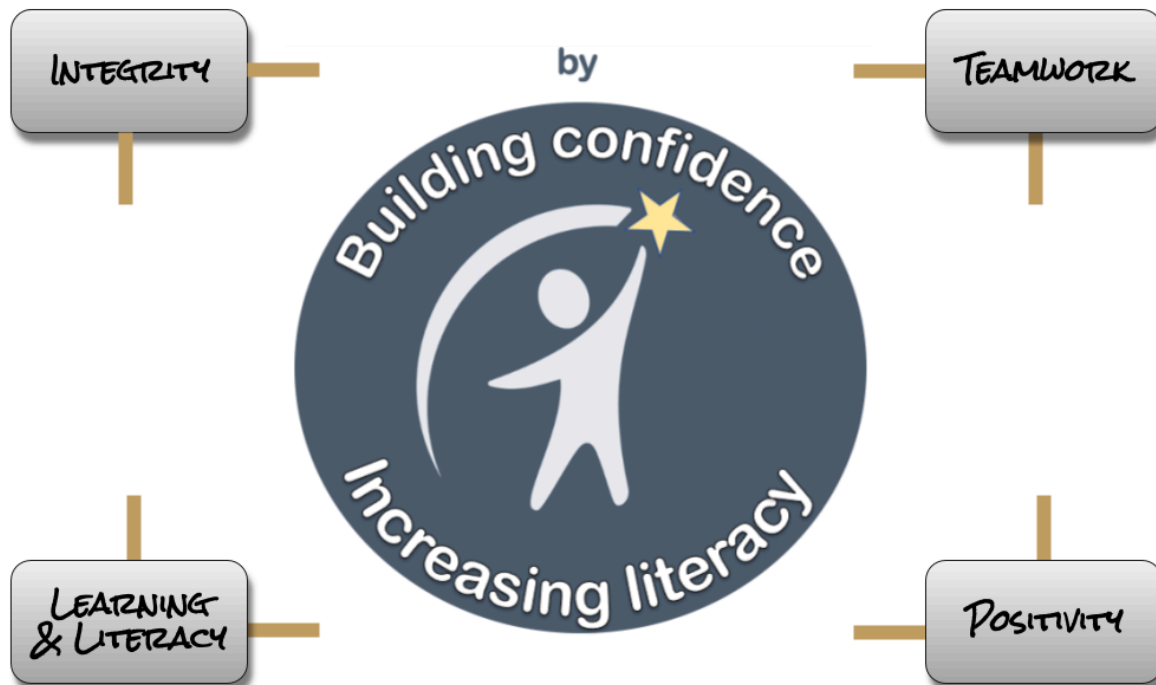 INTEGRITY
by
TEAMWORK
Building confidence
Increasing literacy
LEARNING
& LITERACY
POSITIVITY